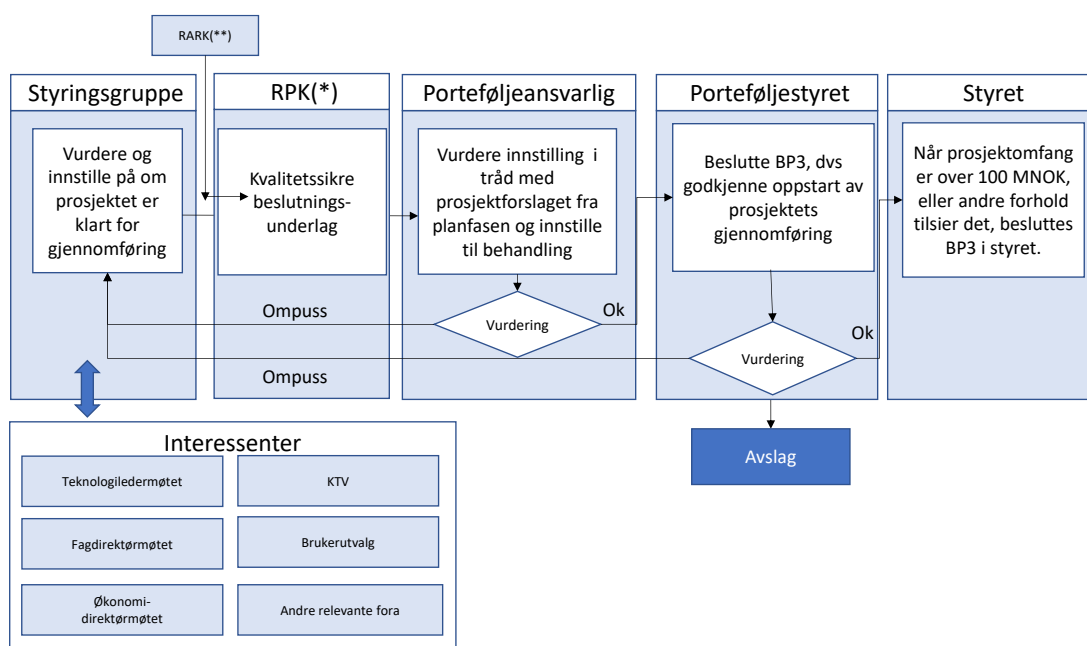 RARK(**)
Styringsgruppe
Vurdere og
innstille på om
prosjektet er
klart for
gjennomføring
RPK(*)
Kvalitetssikre
beslutnings-
underlag
Porteføljeansvarlig
Vurdere innstilling i
tråd med
prosjektforslaget fra
planfasen og innstille
til behandling
Vurdering
Ompuss
Ok
Porteføljestyret
Beslutte BP3, dvs
godkjenne oppstart av
prosjektets
gjennomføring
Vurdering
Ompuss
Ok
Styret
Når prosjektomfang
er over 100 MNOK,
eller andre forhold
tilsier det, besluttes
BP3 i styret.
Avslag
Interessenter
Teknologiledermøtet
KTV
Fagdirektørmøtet
Brukerutvalg
Økonomi-
direktørmøtet
Andre relevante fora